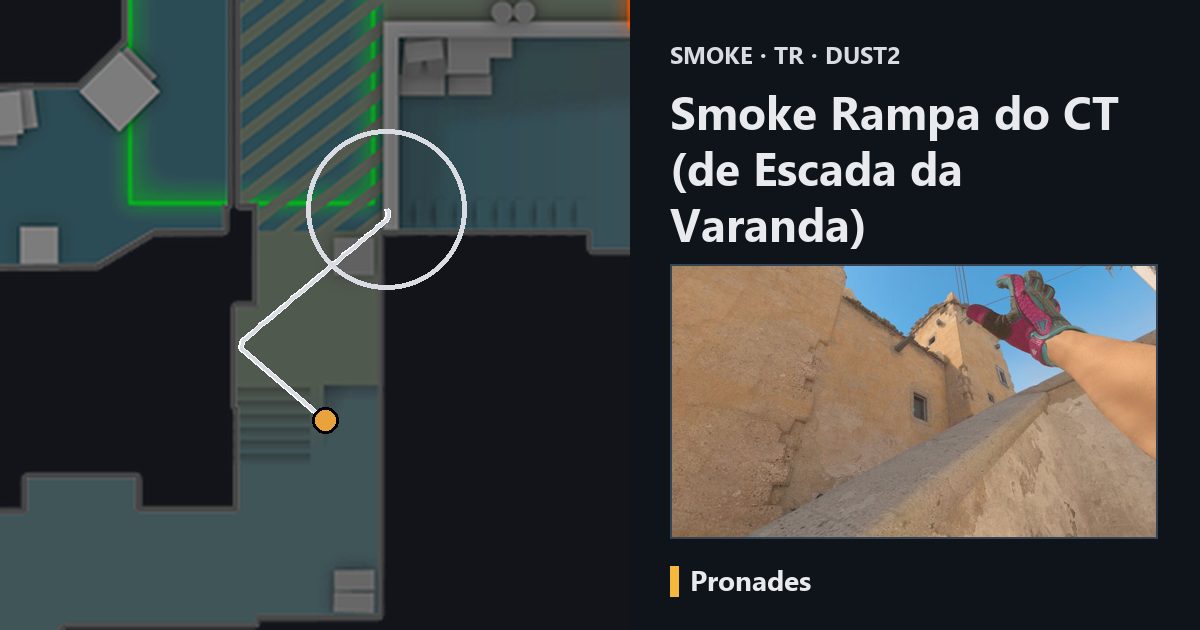 SMOKE · TR · DUST2
Smoke Rampa do CT
(de Escada da
Varanda)
Pronades